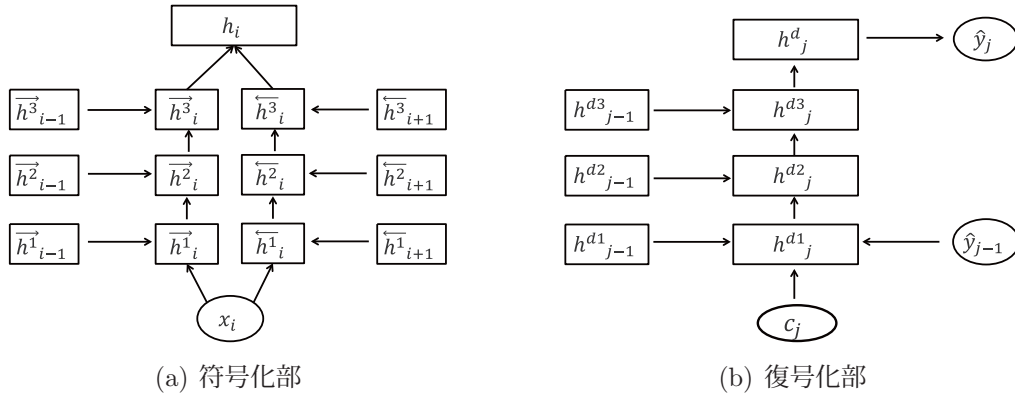 h_i
→h^3_{i−1} →h^3_i ←h^3_i ←h^3_{i+1}
→h^2_{i−1} →h^2_i ←h^2_i ←h^2_{i+1}
→h^1_{i−1} →h^1_i ←h^1_i ←h^1_{i+1}
x_i
(a) 符号化部
h^d_j ŷ_j
h^{d3}_{j−1} h^{d3}_j
h^{d2}_{j−1} h^{d2}_j
h^{d1}_{j−1} h^{d1}_j ŷ_{j−1}
c_j
(b) 復号化部